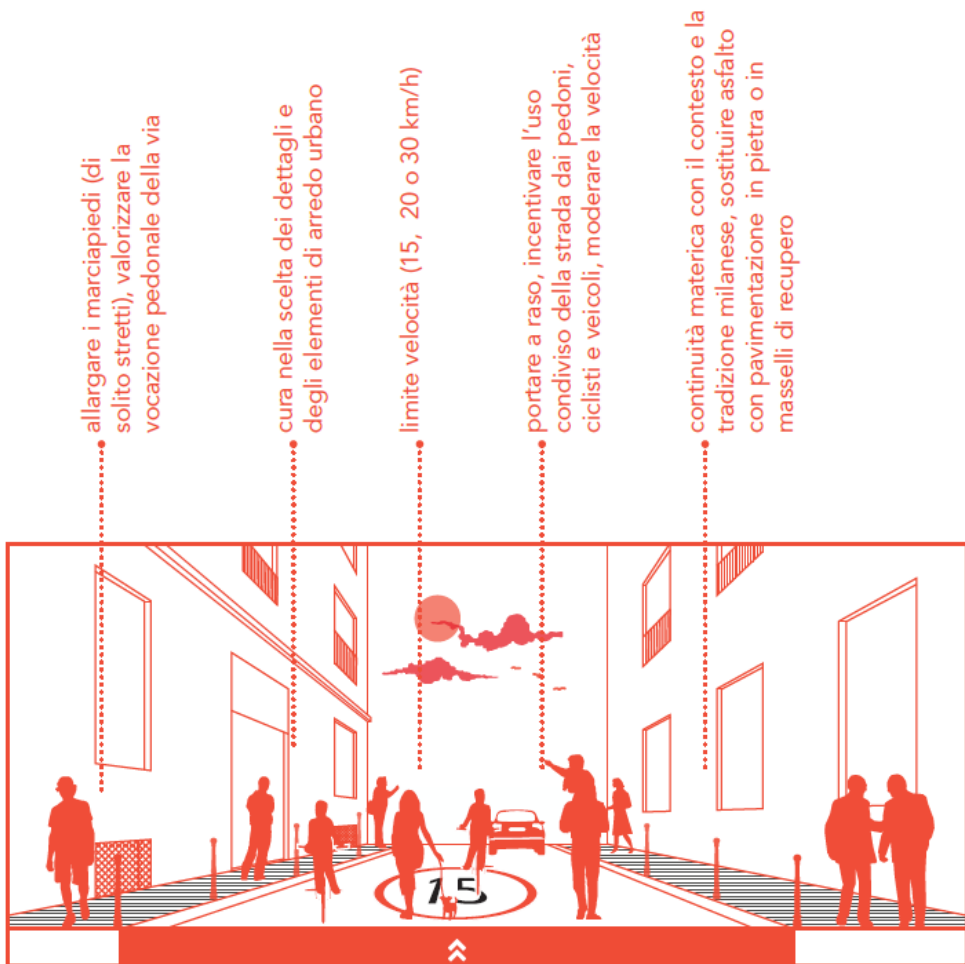 allargare i marciapiedi (di
solito stretti), valorizzare la
vocazione pedonale della via
cura nella scelta dei dettagli e
degli elementi di arredo urbano
limite velocità (15, 20 o 30 km/h)
portare a raso, incentivare l'uso
condiviso della strada dai pedoni,
ciclisti e veicoli, moderare la velocità
continuità materica con il contesto e la
tradizione milanese, sostituire asfalto
con pavimentazione in pietra o in
masselli di recupero
15